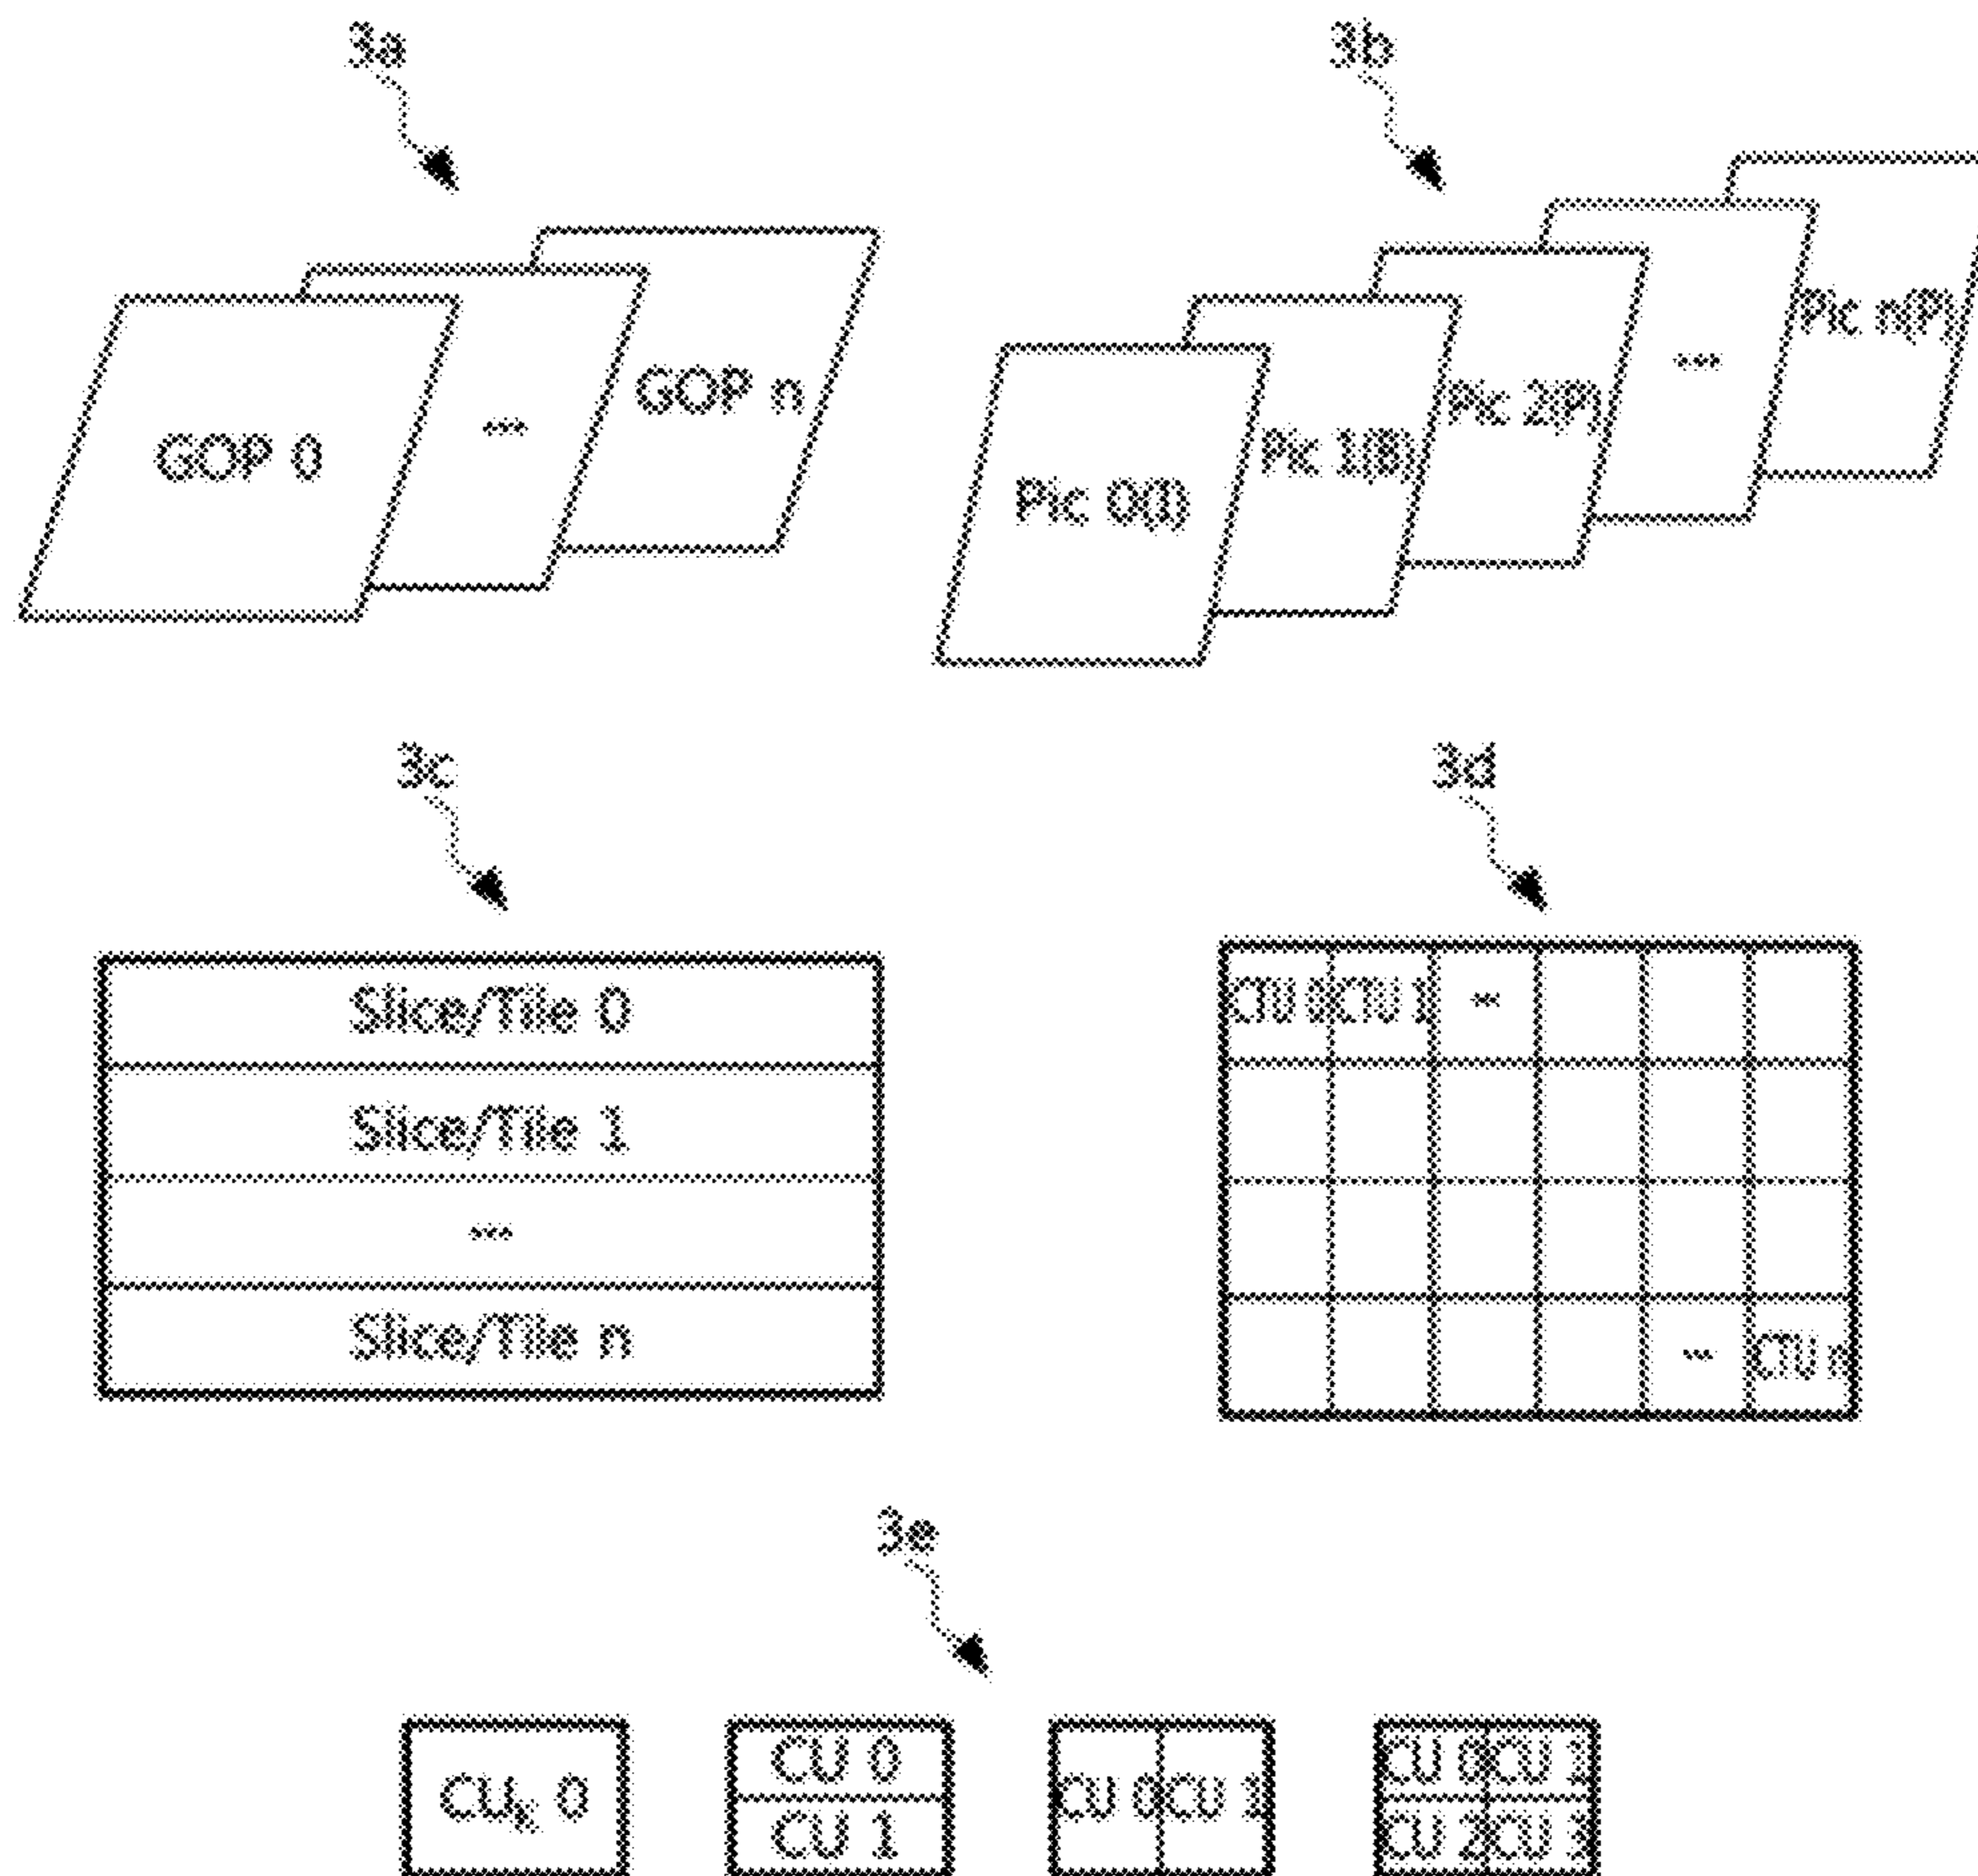 3a
3b
GOP 0
...
GOP n
Pic 0(I)
Pic 1(B)
Pic 2(P)
...
Pic n(P)
3c
3d
Slice/Tile 0
Slice/Tile 1
...
Slice/Tile n
CTU 0 CTU 1 ...
... CTU n
3e
CU 0
CU 0
CU 1
CU 0 CU 1
CU 0 CU 1
CU 2 CU 3